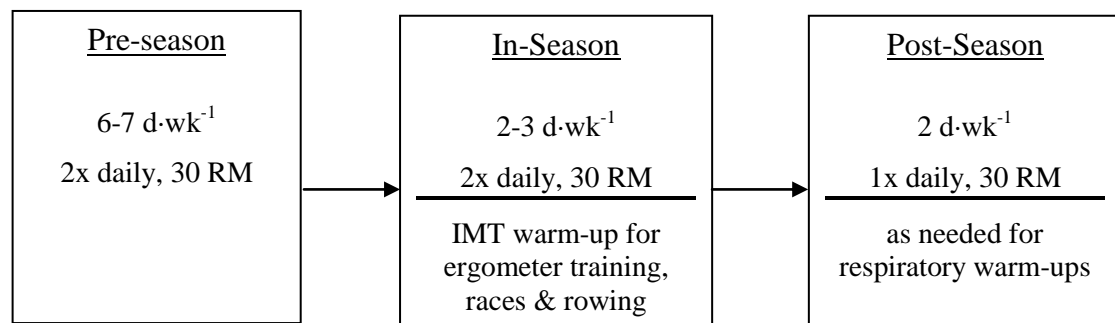 Pre-season
6-7 d·wk⁻¹
2x daily, 30 RM
In-Season
2-3 d·wk⁻¹
2x daily, 30 RM
IMT warm-up for
ergometer training,
races & rowing
Post-Season
2 d·wk⁻¹
1x daily, 30 RM
as needed for
respiratory warm-ups